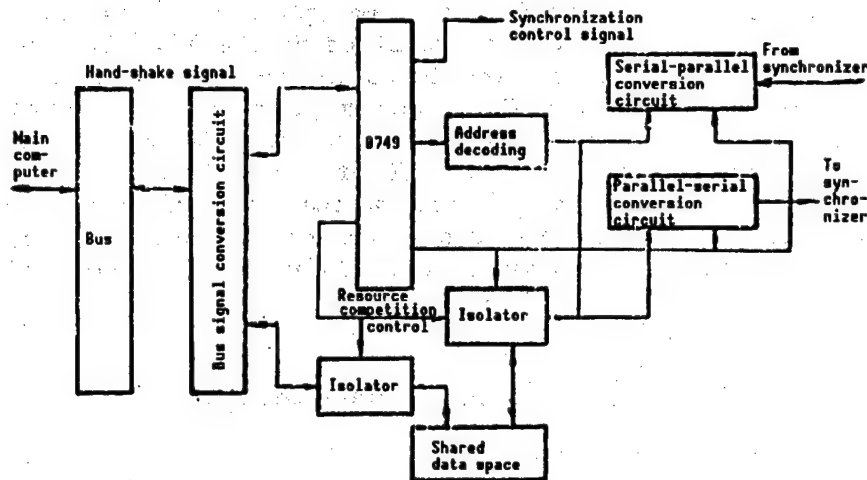 Synchronization
control signal
From
synchronizer
Hand-shake signal
Serial-parallel
conversion
circuit
Main
com-
puter
Bus
Bus signal conversion circuit
8749
Address
decoding
Parallel-serial
conversion
circuit
To
syn-
chro-
nizer
Resource
competition
control
Isolator
Isolator
Shared
data space